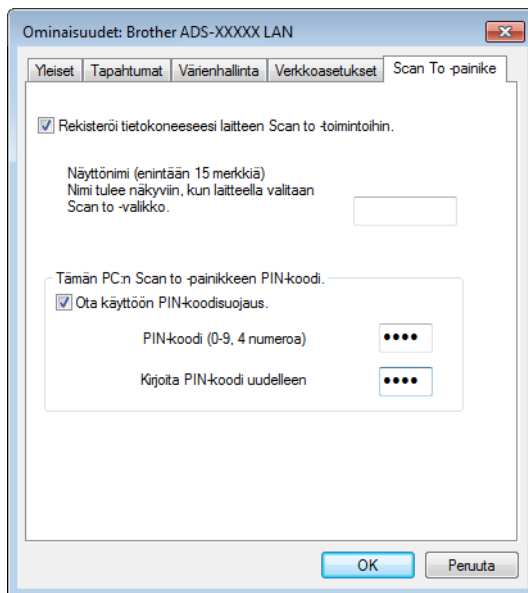 Ominaisuudet: Brother ADS-XXXXX LAN
Yleiset Tapahtumat Värienhallinta Verkkoasetukset Scan To -painike
Rekisteröi tietokoneeseesi laitteen Scan to -toimintoihin.
Näyttönimi (enintään 15 merkkiä)
Nimi tulee näkyviin, kun laitteella valitaan
Scan to -valikko.
Tämän PC:n Scan to -painikkeen PIN-koodi.
Ota käyttöön PIN-koodisuojaus.
PIN-koodi (0-9, 4 numeroa) ●●●●
Kirjoita PIN-koodi uudelleen ●●●●
OK Peruuta